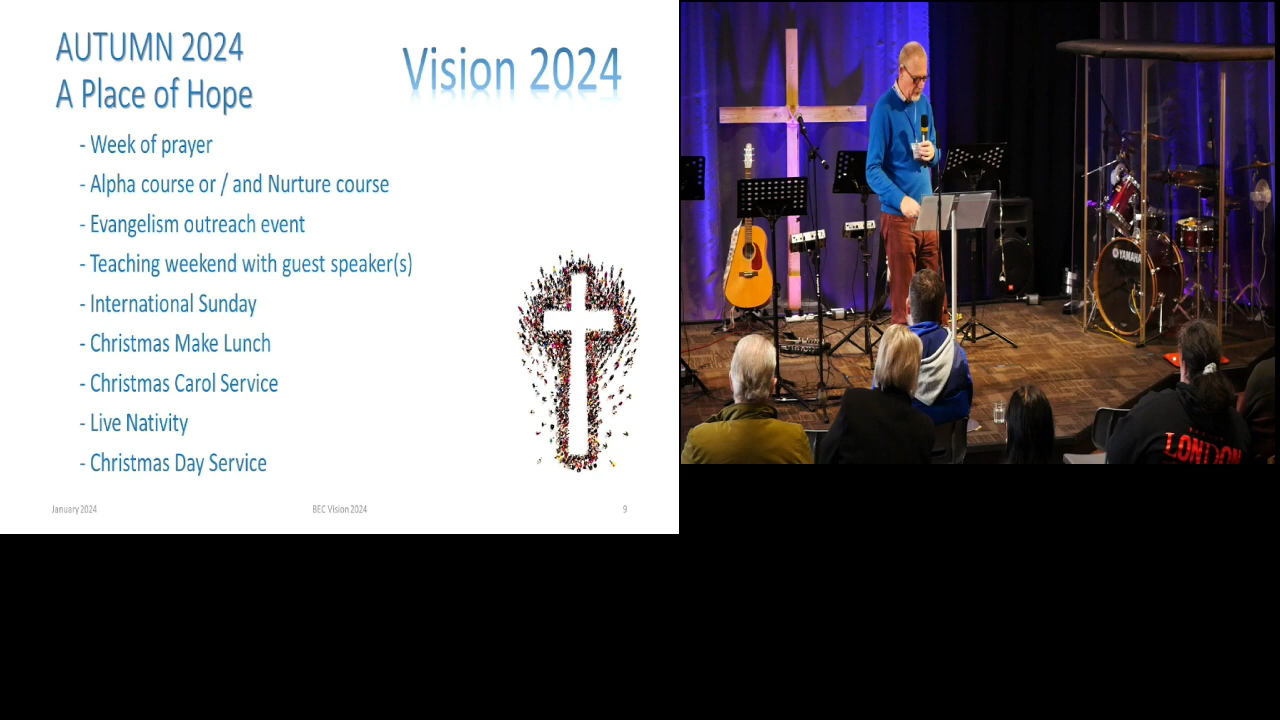 AUTUMN 2024
A Place of Hope
Vision 2024
- Week of prayer
- Alpha course or / and Nurture course
- Evangelism outreach event
- Teaching weekend with guest speaker(s)
- International Sunday
- Christmas Make Lunch
- Christmas Carol Service
- Live Nativity
- Christmas Day Service
January 2024
BEC Vision 2024
9
YAMAHA
LONDON